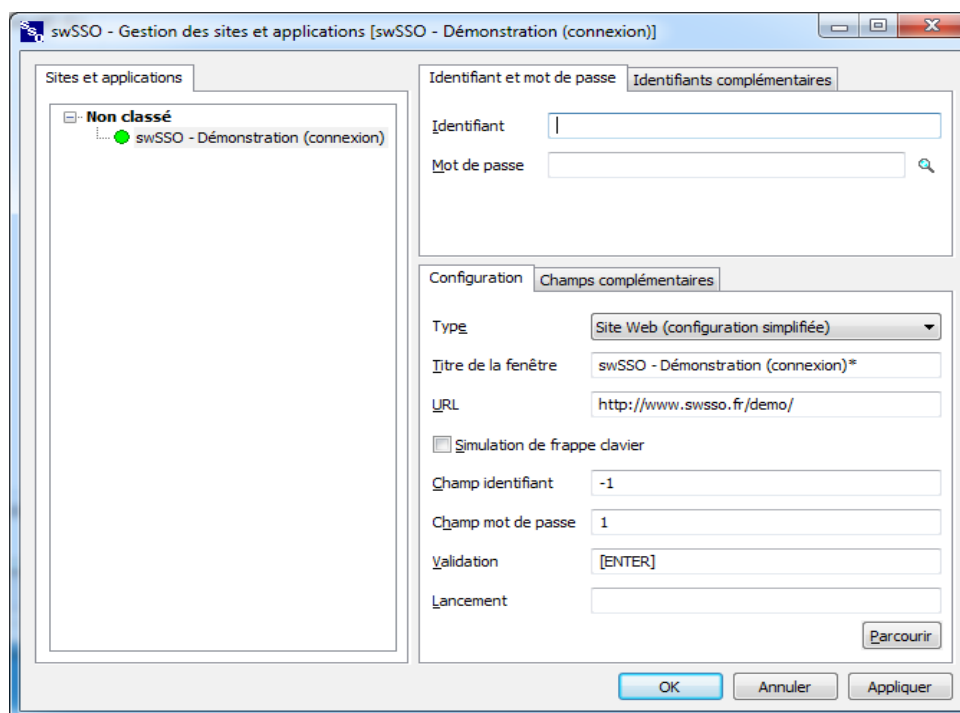 swSSO - Gestion des sites et applications [swSSO - Démonstration (connexion)]
Sites et applications
Non classé
swSSO - Démonstration (connexion)
Identifiant et mot de passe
Identifiants complémentaires
Identifiant
Mot de passe
Configuration
Champs complémentaires
Type
Site Web (configuration simplifiée)
Titre de la fenêtre
swSSO - Démonstration (connexion)*
URL
http://www.swsso.fr/demo/
Simulation de frappe clavier
Champ identifiant
-1
Champ mot de passe
1
Validation
[ENTER]
Lancement
Parcourir
OK
Annuler
Appliquer